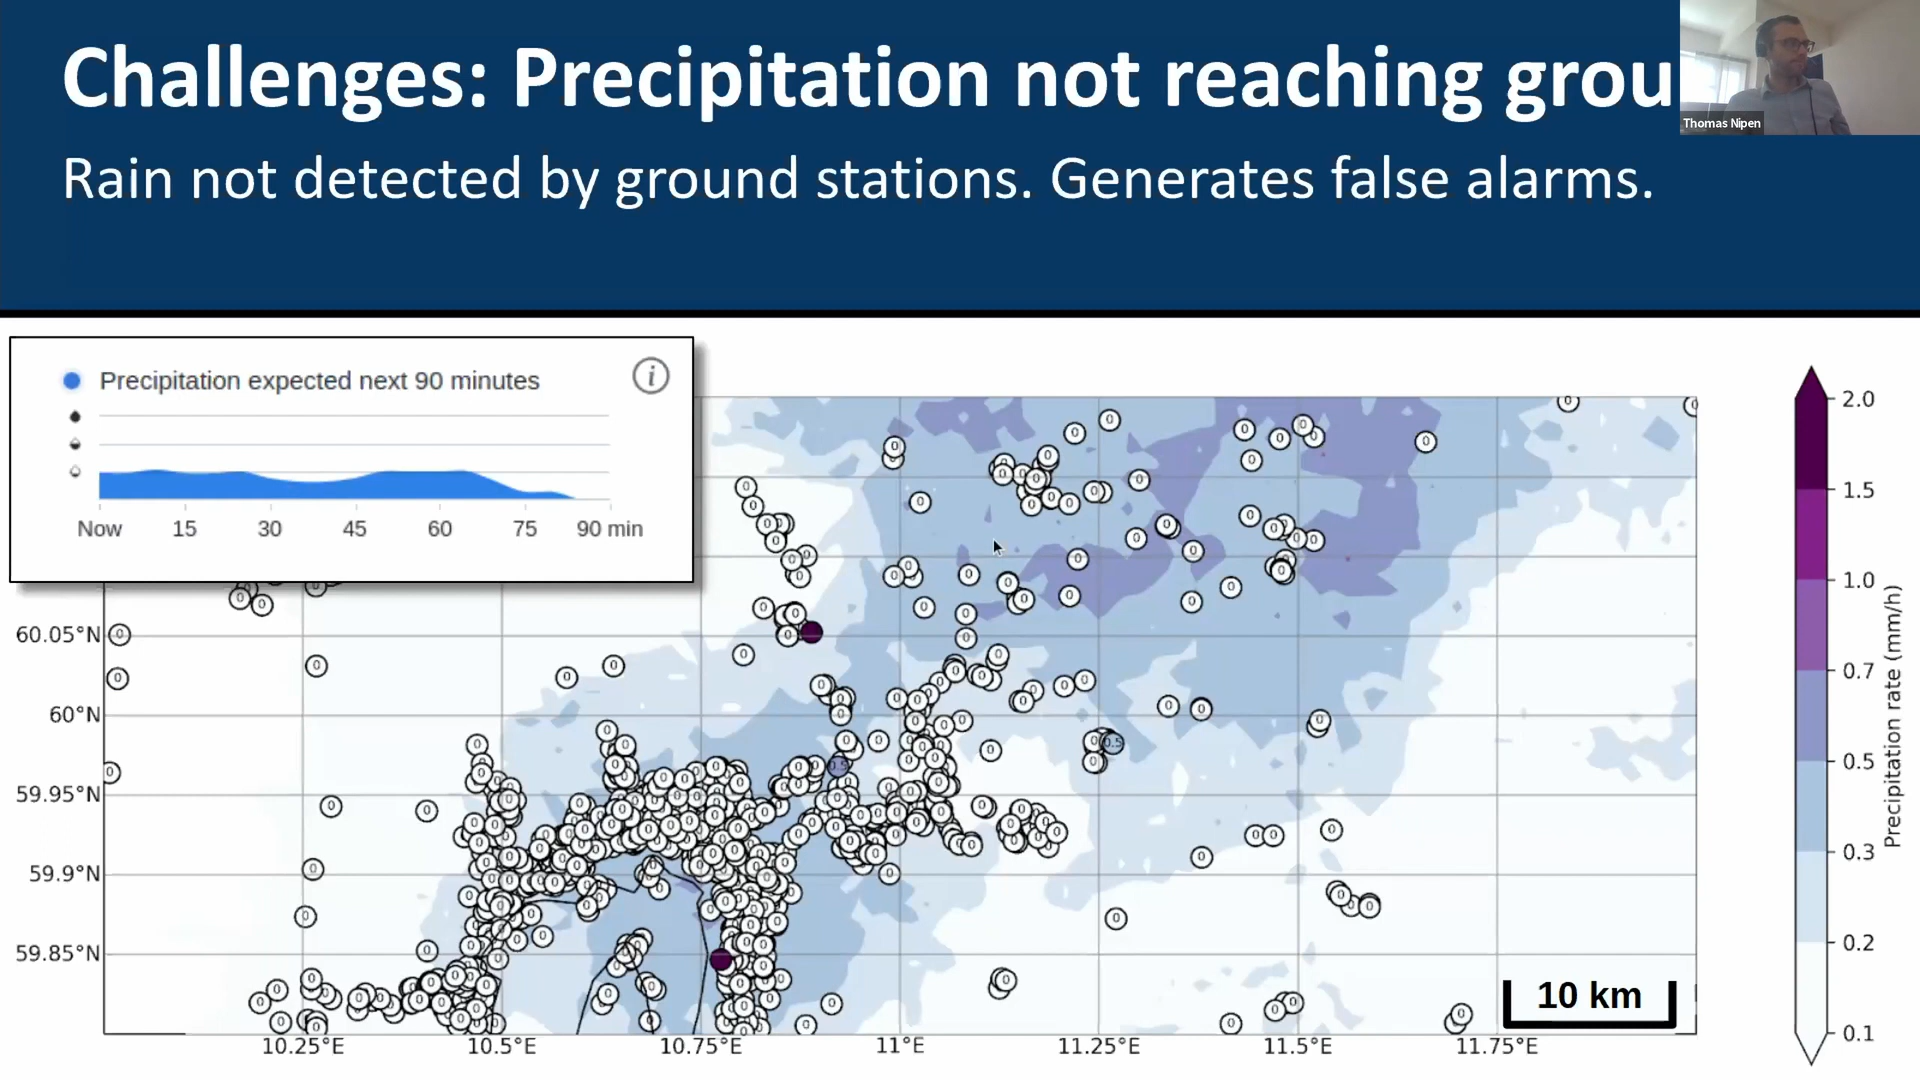 Challenges: Precipitation not reaching grou
Thomas Nipen
Rain not detected by ground stations. Generates false alarms.
Precipitation expected next 90 minutes
i
Now 15 30 45 60 75 90 min
60.05°N
60°N
59.95°N
59.9°N
59.85°N
10.25°E 10.5°E 10.75°E 11°E 11.25°E 11.5°E 11.75°E
10 km
2.0
1.5
1.0
0.7
0.5
0.3
0.2
0.1
Precipitation rate (mm/h)